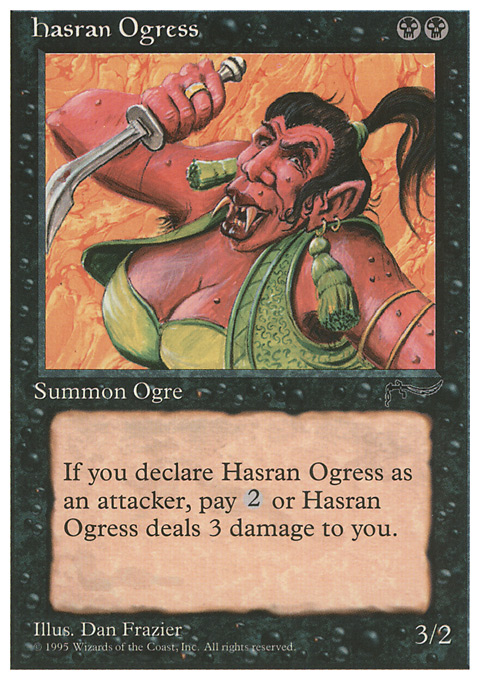 Hasran Ogress
Summon Ogre
If you declare Hasran Ogress as
an attacker, pay 2 or Hasran
Ogress deals 3 damage to you.
Illus. Dan Frazier
© 1995 Wizards of the Coast, Inc. All rights reserved.
3/2